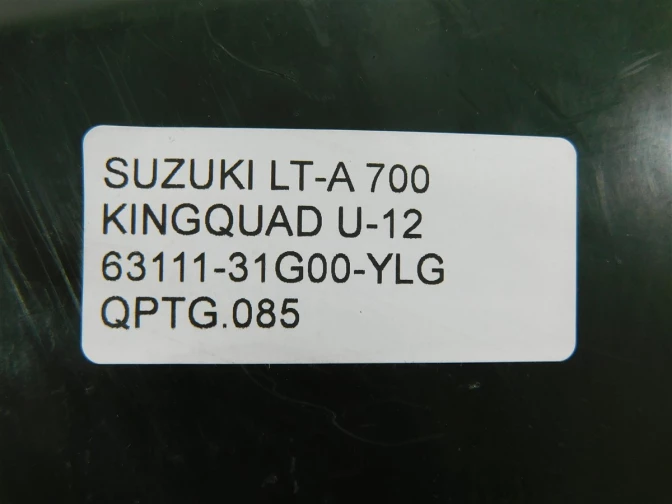 SUZUKI LT-A 700
KINGQUAD U-12
63111-31G00-YLG
QPTG.085